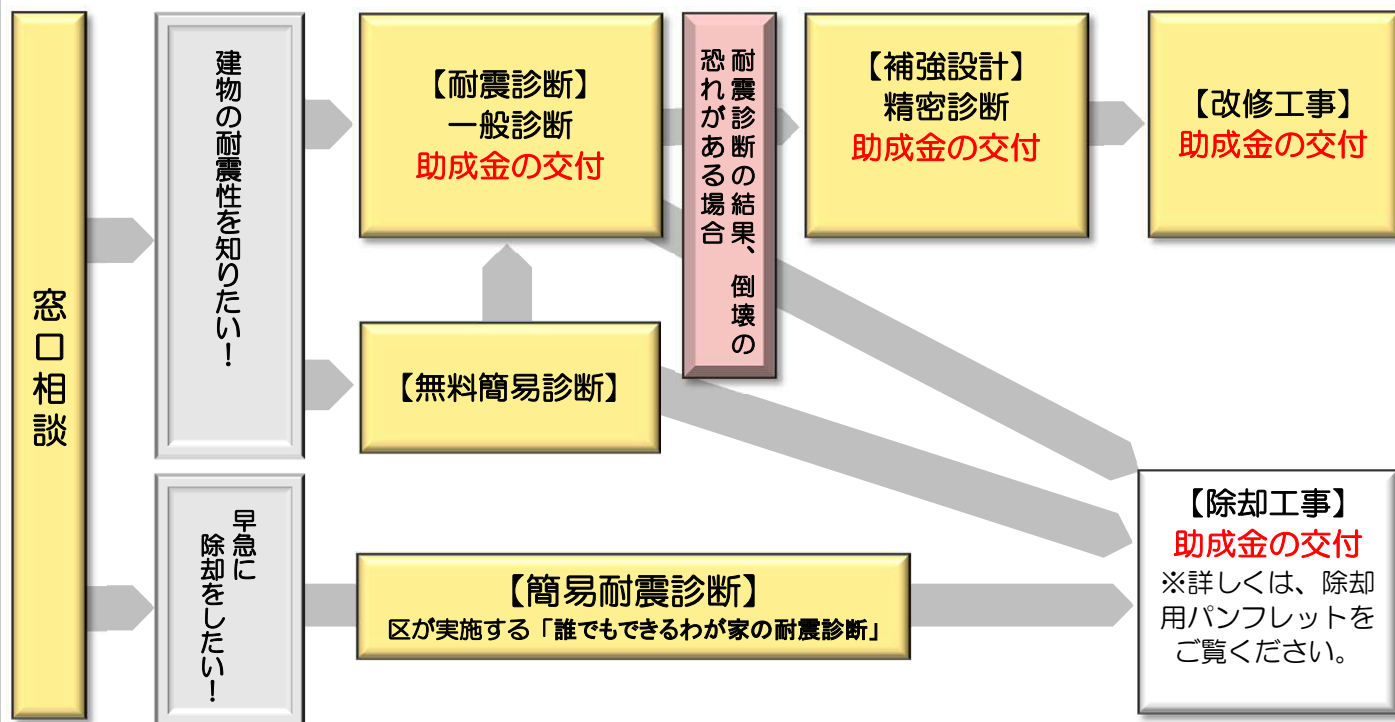 窓口相談
建物の耐震性を知りたい！
【耐震診断】
一般診断
助成金の交付
耐震診断の結果、倒壊の
恐れがある場合
【補強設計】
精密診断
助成金の交付
【改修工事】
助成金の交付
【無料簡易診断】
早急に
除却をしたい！
【簡易耐震診断】
区が実施する「誰でもできるわが家の耐震診断」
【除却工事】
助成金の交付
※詳しくは、除却
用パンフレットを
ご覧ください。